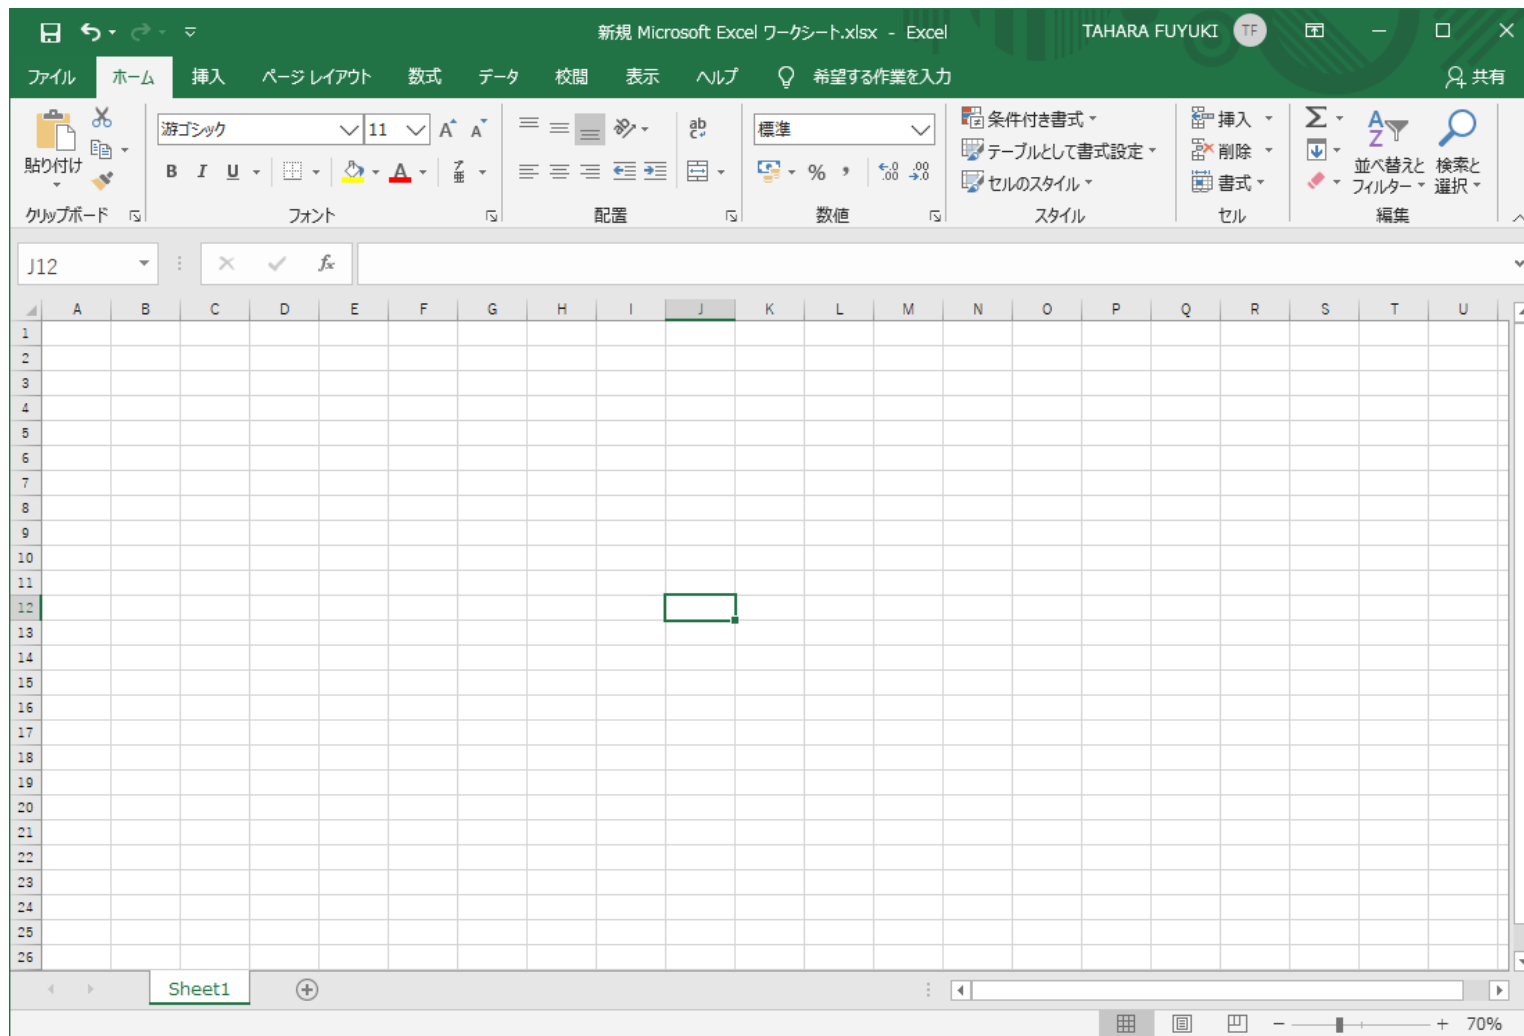 新規 Microsoft Excel ワークシート.xlsx - Excel
TAHARA FUYUKI TF
ファイル ホーム 挿入 ページ レイアウト 数式 データ 校閲 表示 ヘルプ 希望する作業を入力 共有
貼り付け
游ゴシック 11 A A
B I U A
ab
標準
% , .00 .00
条件付き書式
テーブルとして書式設定
セルのスタイル
挿入
削除
書式
Σ
AZ
並べ替えと
フィルター
検索と
選択
クリップボード フォント 配置 数値 スタイル セル 編集
J12 fx
A B C D E F G H I J K L M N O P Q R S T U
1
2
3
4
5
6
7
8
9
10
11
12
13
14
15
16
17
18
19
20
21
22
23
24
25
26
Sheet1
70%